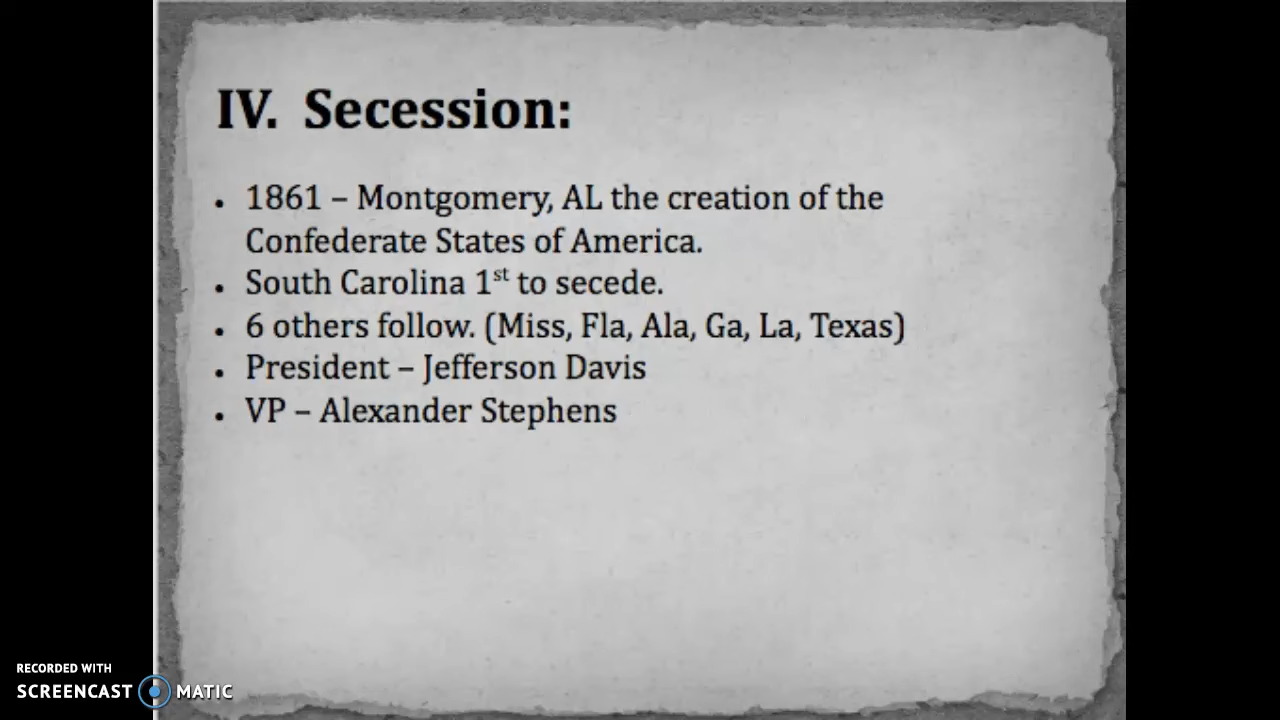 IV. Secession:
• 1861 – Montgomery, AL the creation of the
Confederate States of America.
• South Carolina 1st to secede.
• 6 others follow. (Miss, Fla, Ala, Ga, La, Texas)
• President – Jefferson Davis
• VP – Alexander Stephens
RECORDED WITH
SCREENCAST MATIC